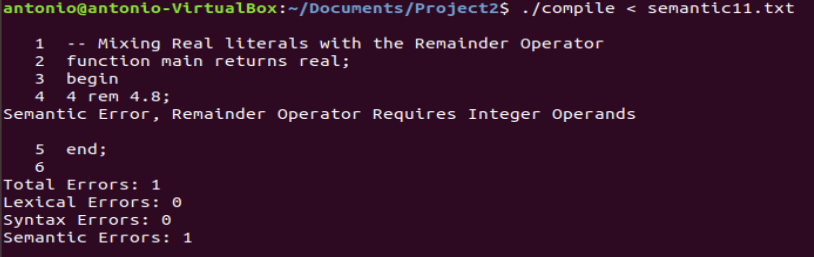 antonio@antonio-VirtualBox:~/Documents/Project2$ ./compile < semantic11.txt
1 -- Mixing Real literals with the Remainder Operator
2 function main returns real;
3 begin
4 4 rem 4.8;
Semantic Error, Remainder Operator Requires Integer Operands
5 end;
6
Total Errors: 1
Lexical Errors: 0
Syntax Errors: 0
Semantic Errors: 1